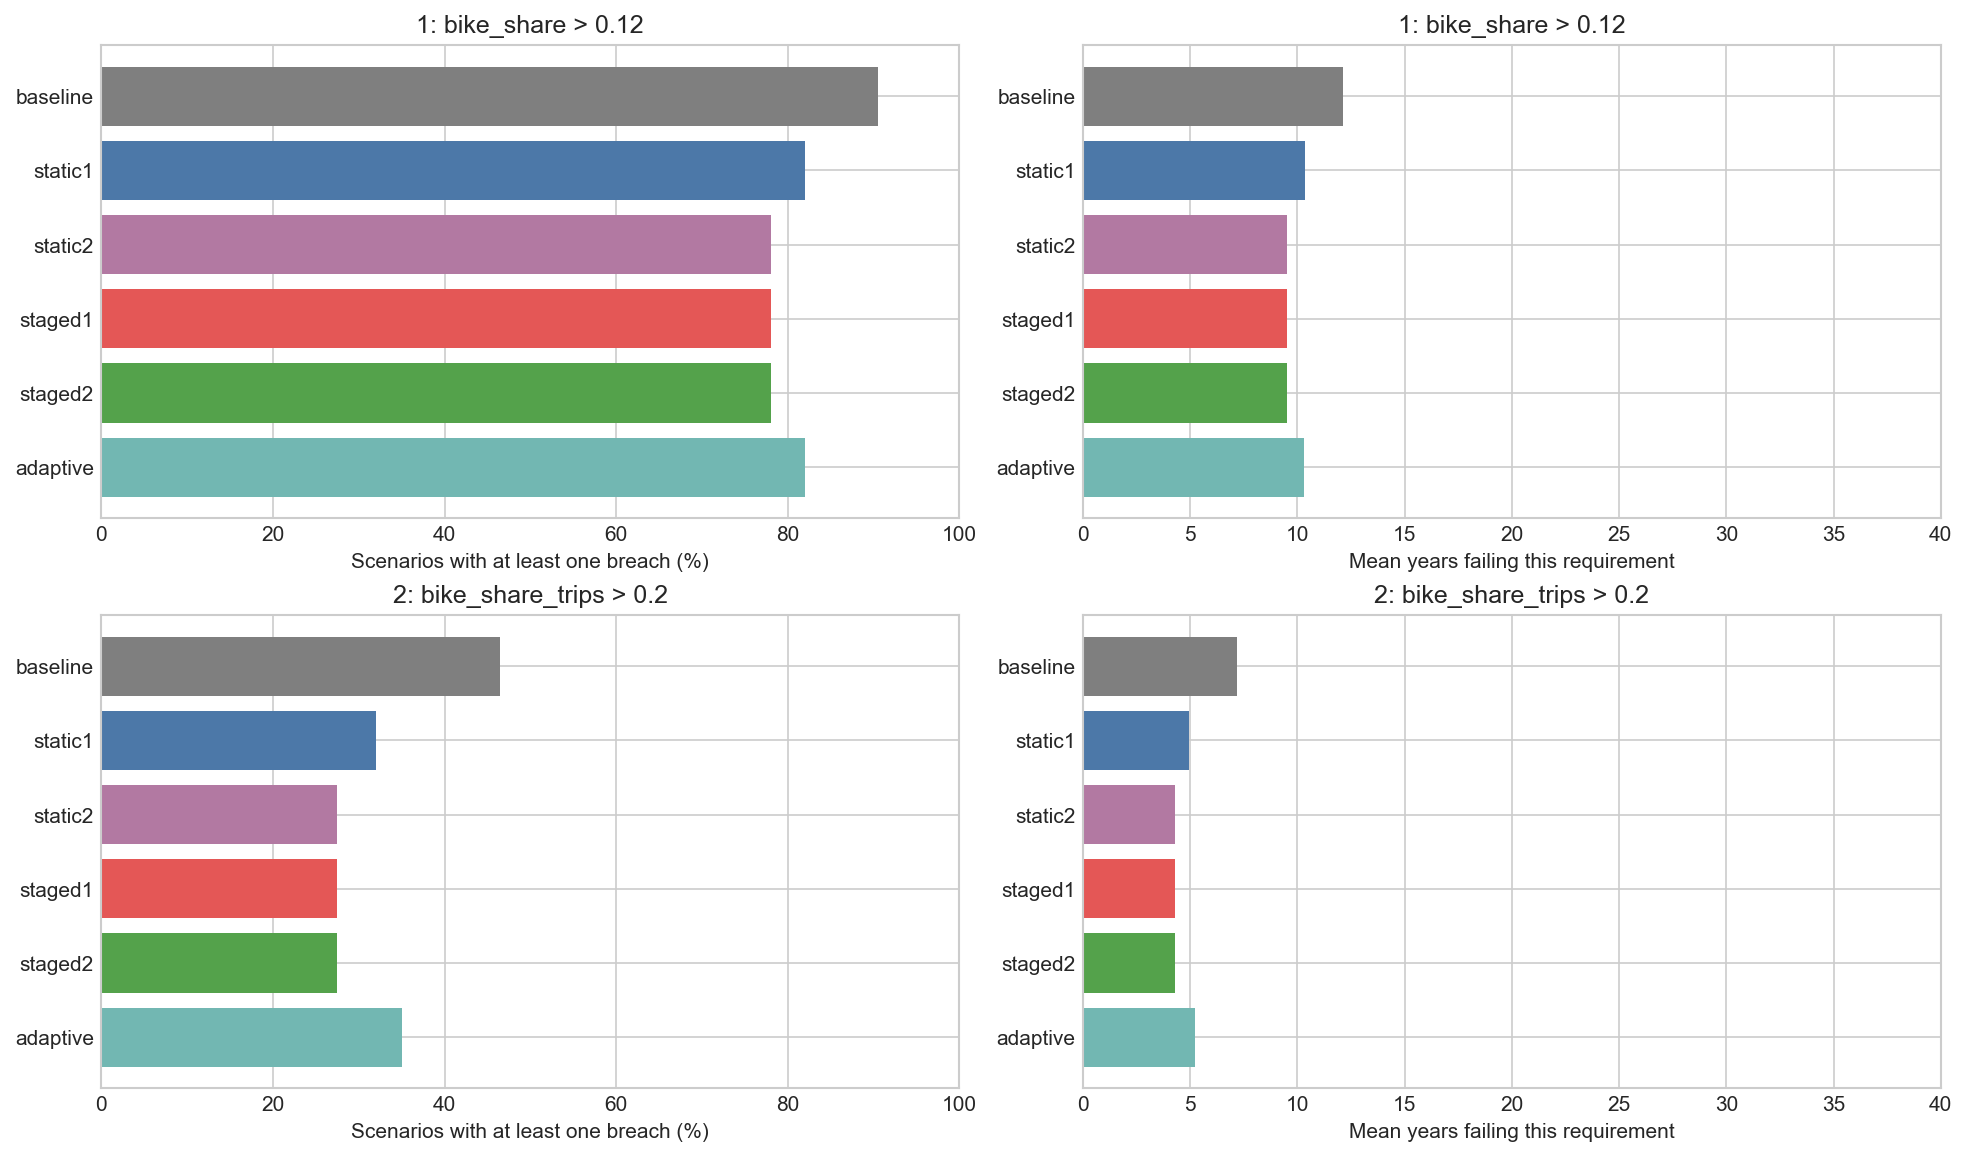 1: bike_share > 0.12
baseline
static1
static2
staged1
staged2
adaptive
0 20 40 60 80 100
Scenarios with at least one breach (%)
1: bike_share > 0.12
baseline
static1
static2
staged1
staged2
adaptive
0 5 10 15 20 25 30 35 40
Mean years failing this requirement
2: bike_share_trips > 0.2
baseline
static1
static2
staged1
staged2
adaptive
0 20 40 60 80 100
Scenarios with at least one breach (%)
2: bike_share_trips > 0.2
baseline
static1
static2
staged1
staged2
adaptive
0 5 10 15 20 25 30 35 40
Mean years failing this requirement